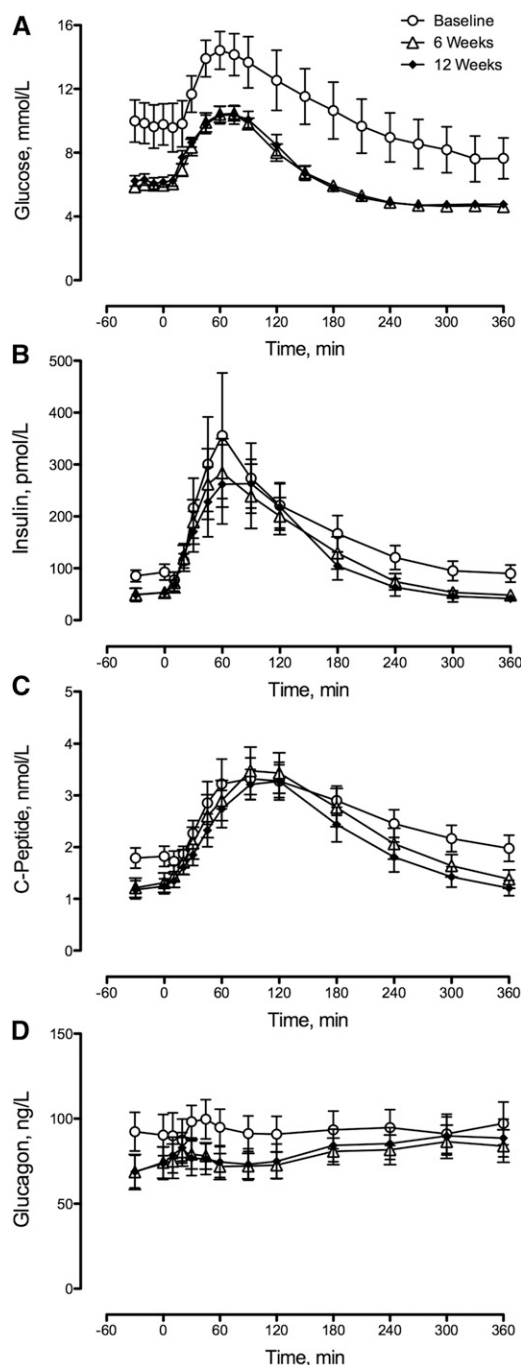 A
Baseline
6 Weeks
12 Weeks
Glucose, mmol/L
16
12
8
4
0
-60 0 60 120 180 240 300 360
Time, min
B
Insulin, pmol/L
500
400
300
200
100
0
-60 0 60 120 180 240 300 360
Time, min
C
C-Peptide, nmol/L
5
4
3
2
1
0
-60 0 60 120 180 240 300 360
Time, min
D
Glucagon, ng/L
150
100
50
0
-60 0 60 120 180 240 300 360
Time, min